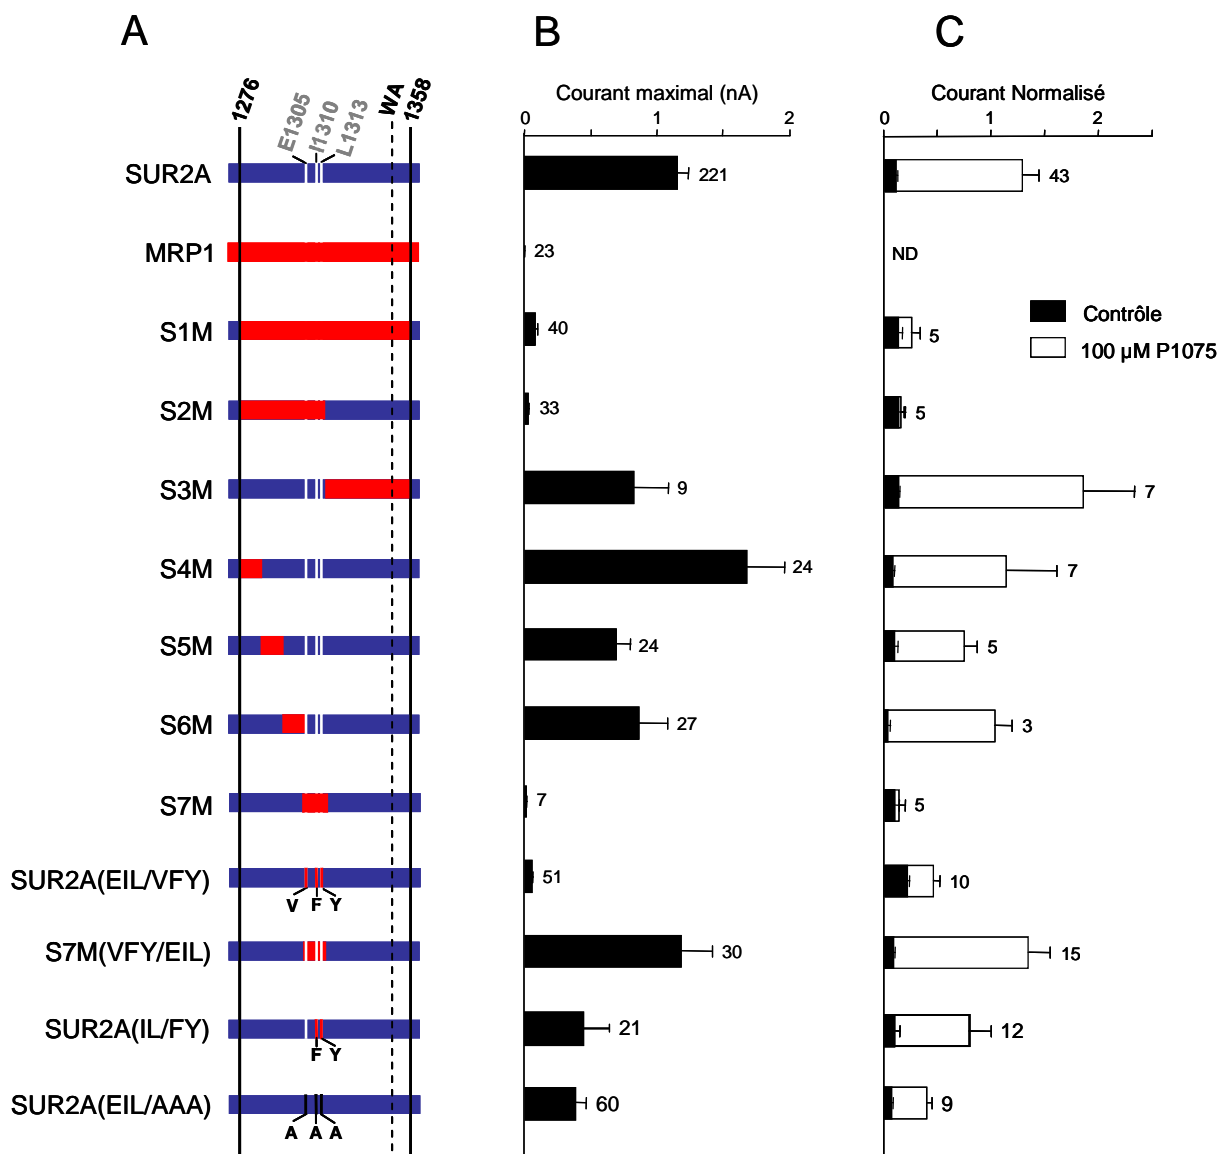 A B C
1276 E1305 I1310 L1313 WA 1358
Courant maximal (nA)
Courant Normalisé
0 1 2
0 1 2
SUR2A 221 43
MRP1 23 ND
S1M 40 5
Contrôle
100 µM P1075
S2M 33 5
S3M 9 7
S4M 24 7
S5M 24 5
S6M 27 3
S7M 7 5
SUR2A(EIL/VFY) 51 10
V F Y
S7M(VFY/EIL) 30 15
SUR2A(IL/FY) 21 12
F Y
SUR2A(EIL/AAA) 60 9
A A A